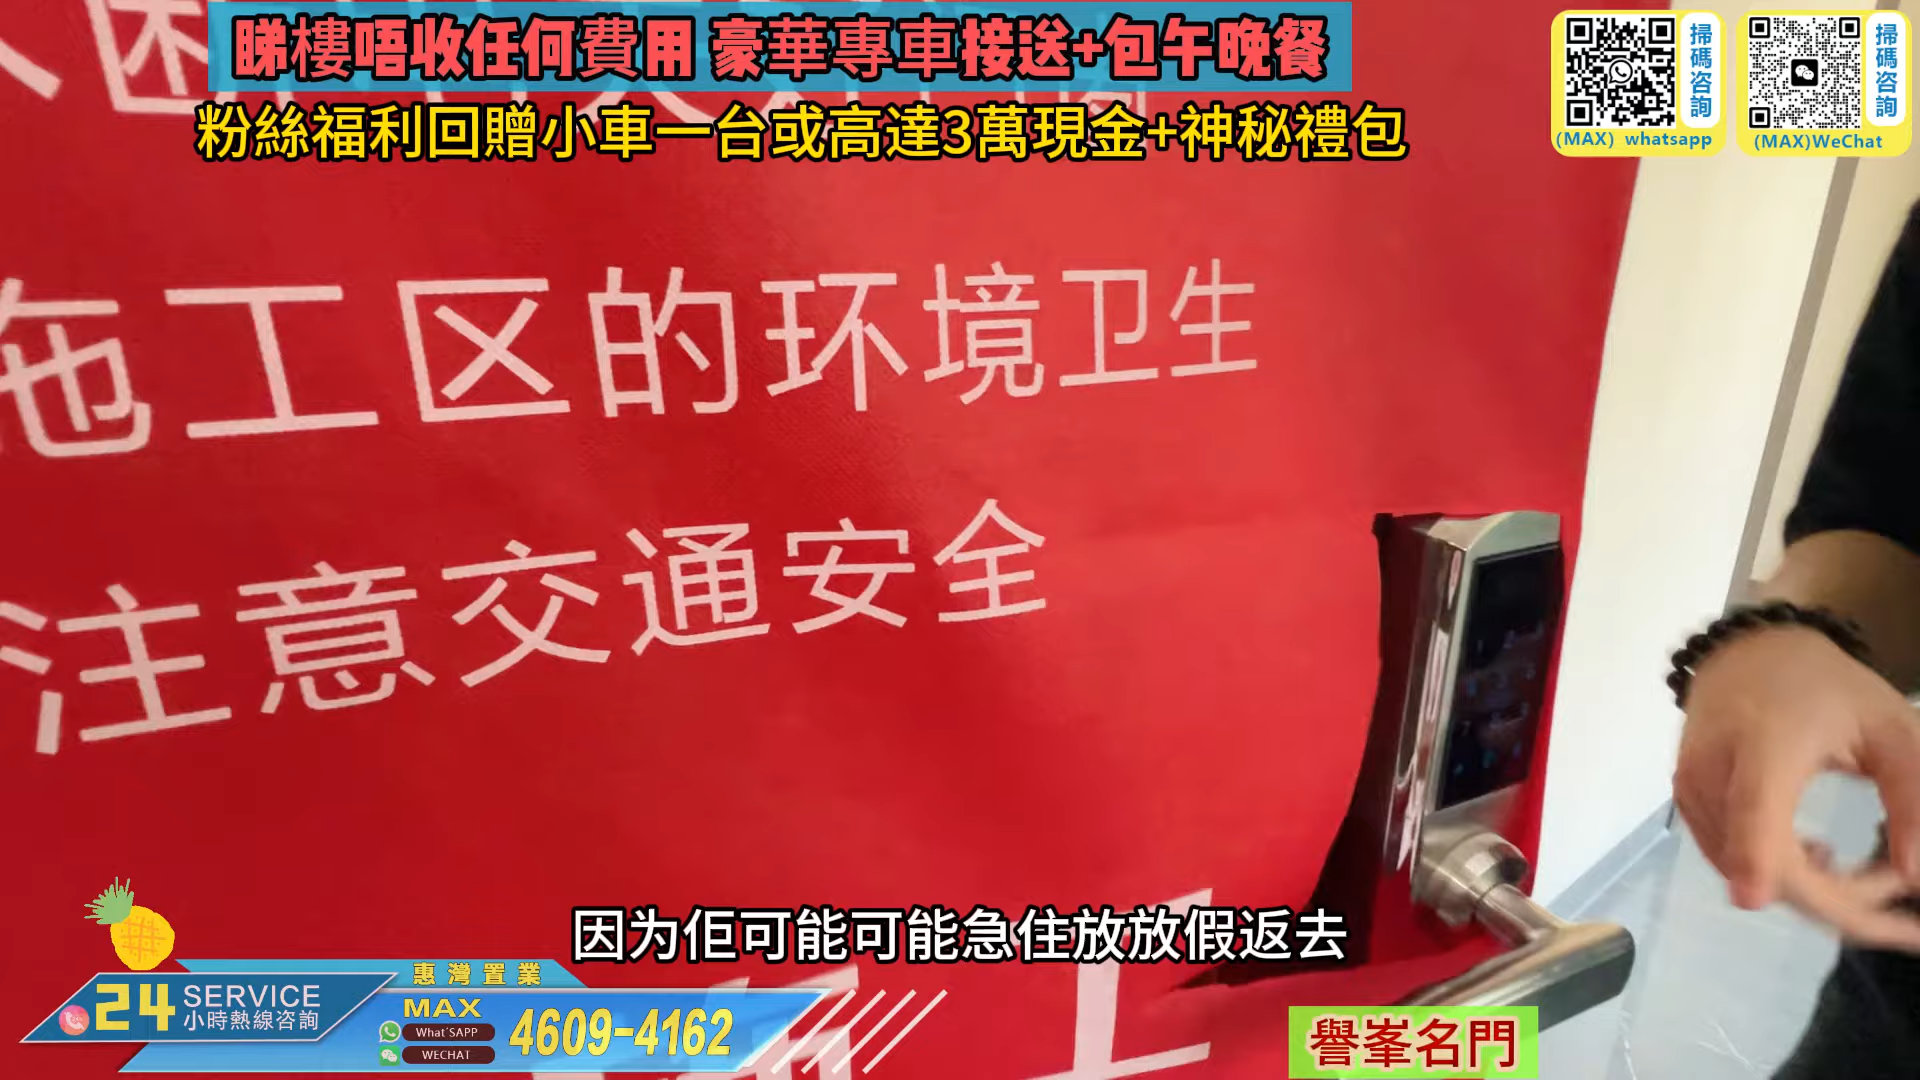 睇樓唔收任何費用 豪華專車接送+包午晚餐
粉絲福利回贈小車一台或高達3萬現金+神秘禮包
掃碼咨詢
(MAX) whatsapp
掃碼咨詢
(MAX)WeChat
施工区的环境卫生
注意交通安全
因为佢可能可能急住放放假返去
24 SERVICE
小時熱線咨詢
惠灣置業
MAX
What'SAPP
WECHAT
4609-4162
譽峯名門